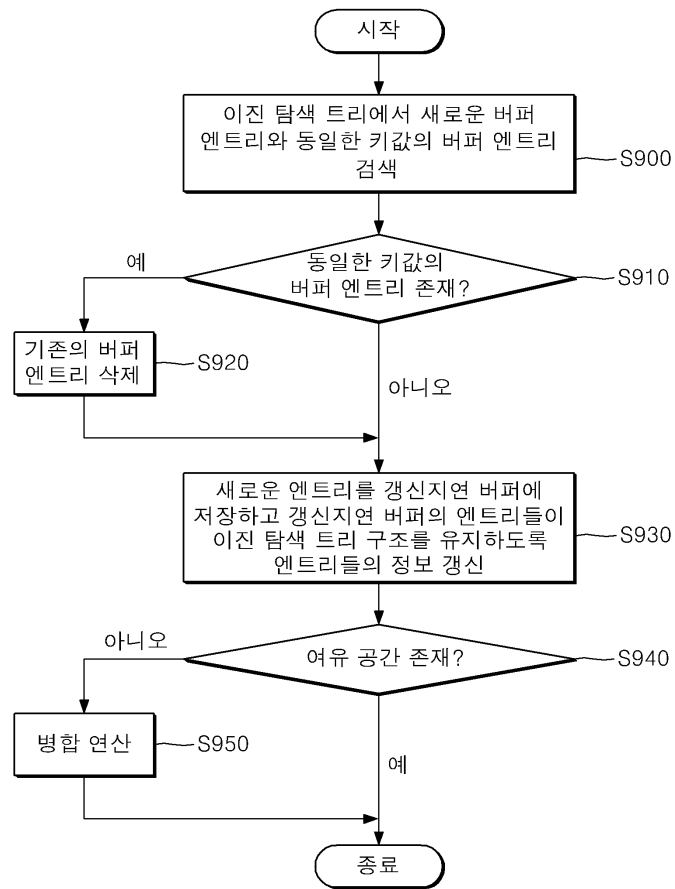 시작
이진 탐색 트리에서 새로운 버퍼
엔트리와 동일한 키값의 버퍼 엔트리
검색
S900
동일한 키값의
버퍼 엔트리 존재?
S910
예
기존의 버퍼
엔트리 삭제
S920
아니오
새로운 엔트리를 갱신지연 버퍼에
저장하고 갱신지연 버퍼의 엔트리들이
이진 탐색 트리 구조를 유지하도록
엔트리들의 정보 갱신
S930
아니오
여유 공간 존재?
S940
병합 연산
S950
예
종료